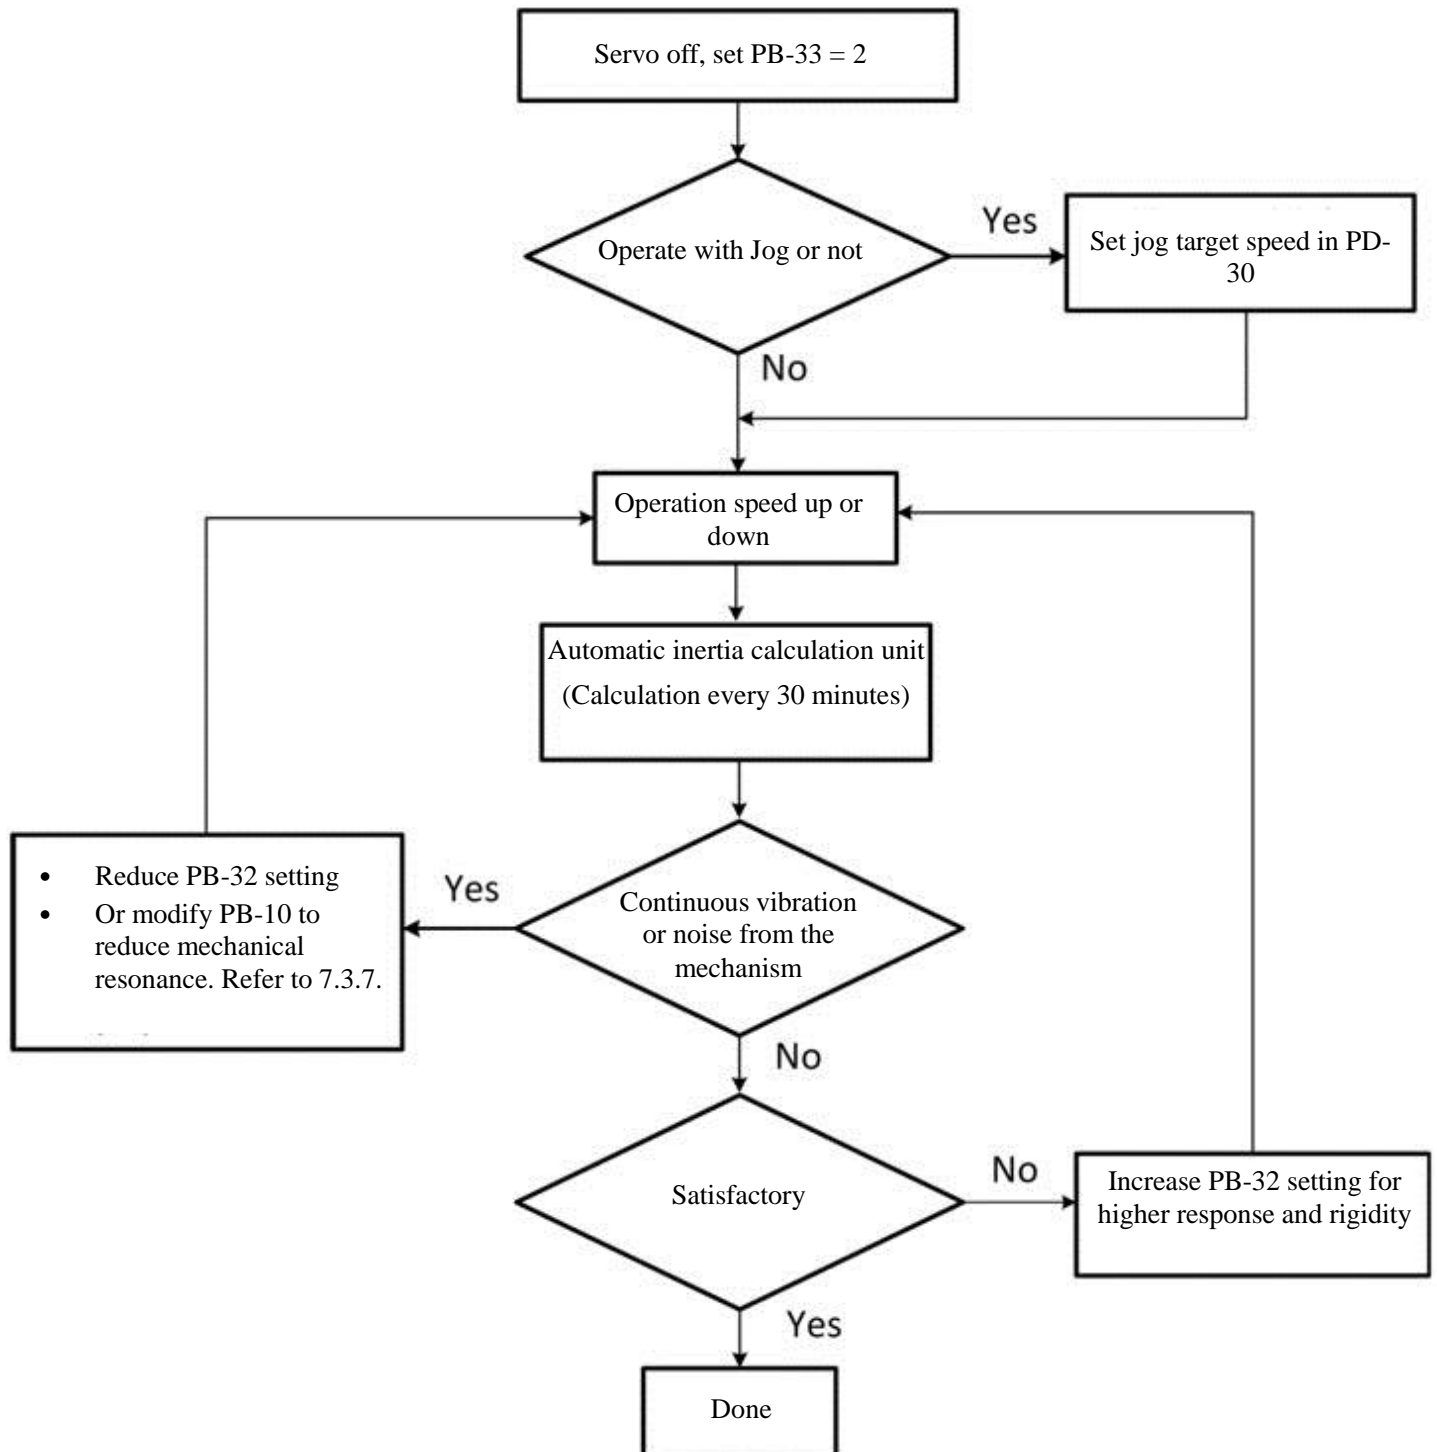 Servo off, set PB-33 = 2
Operate with Jog or not
Yes
Set jog target speed in PD-
30
No
Operation speed up or
down
Automatic inertia calculation unit
(Calculation every 30 minutes)
• Reduce PB-32 setting
• Or modify PB-10 to
reduce mechanical
resonance. Refer to 7.3.7.
Yes
Continuous vibration
or noise from the
mechanism
No
Satisfactory
No
Increase PB-32 setting for
higher response and rigidity
Yes
Done